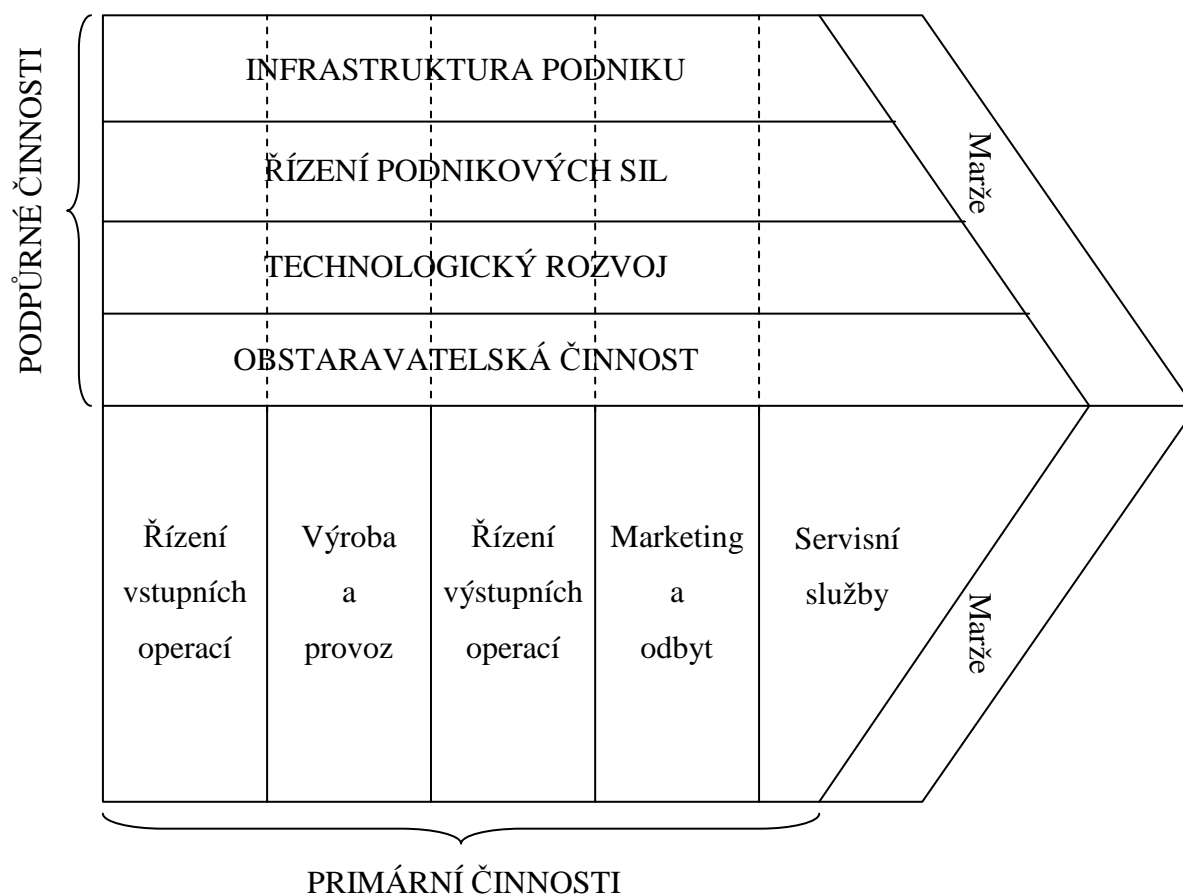 PODPŮRNÉ ČINNOSTI
INFRASTRUKTURA PODNIKU
ŘÍZENÍ PODNIKOVÝCH SIL
TECHNOLOGICKÝ ROZVOJ
OBSTARAVATELSKÁ ČINNOST
Marže
Řízení
vstupních
operací
Výroba
a
provoz
Řízení
výstupních
operací
Marketing
a
odbyt
Servisní
služby
Marže
PRIMÁRNÍ ČINNOSTI